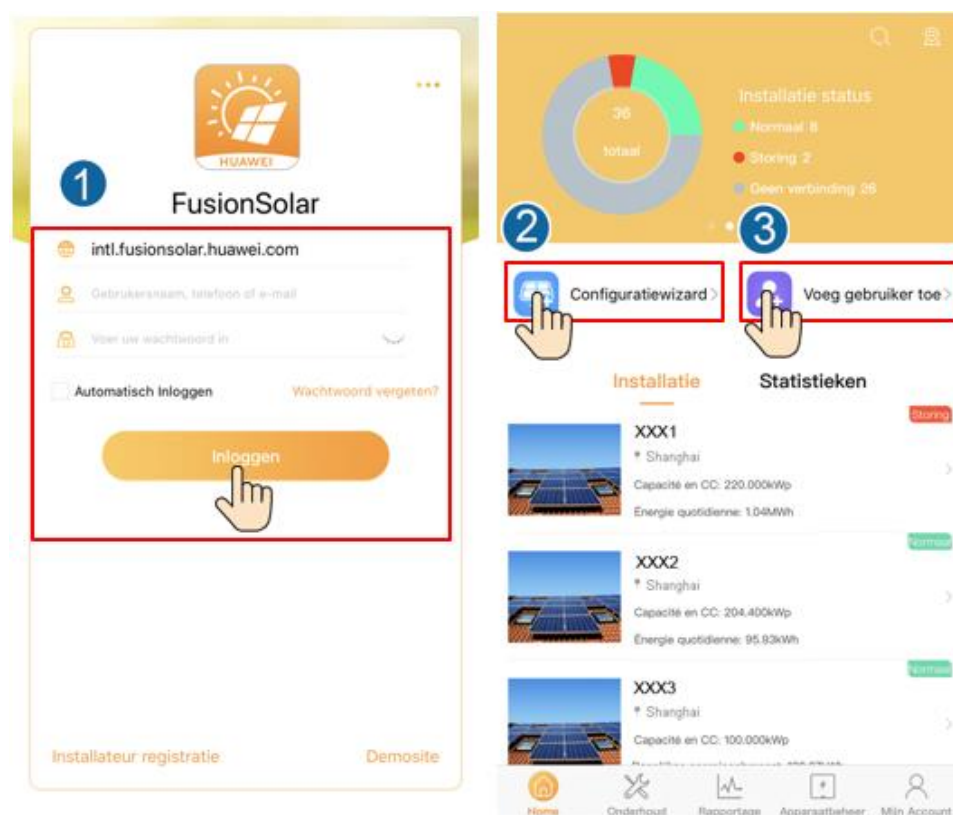 HUAWEI
1
FusionSolar
intl.fusionsolar.huawei.com
Gebruikersnaam, telefoon of e-mail
Voer uw wachtwoord in
Automatisch Inloggen
Wachtwoord vergeten?
Inloggen
Installateur registratie
Demosite
36
totaal
Installatie status
Normaal 8
Storing 2
Geen verbinding 26
2
3
Configuratiewizard
Voeg gebruiker toe
Installatie
Statistieken
XXX1
Storing
Shanghai
Capacité en CC: 220.000kWp
Énergie quotidienne: 1.04MWh
XXX2
Normaal
Shanghai
Capacité en CC: 204.400kWp
Énergie quotidienne: 95.83kWh
XXX3
Normaal
Shanghai
Capacité en CC: 100.000kWp
Home
Onderhoud
Rapportage
Apparaatbeheer
Mijn Account